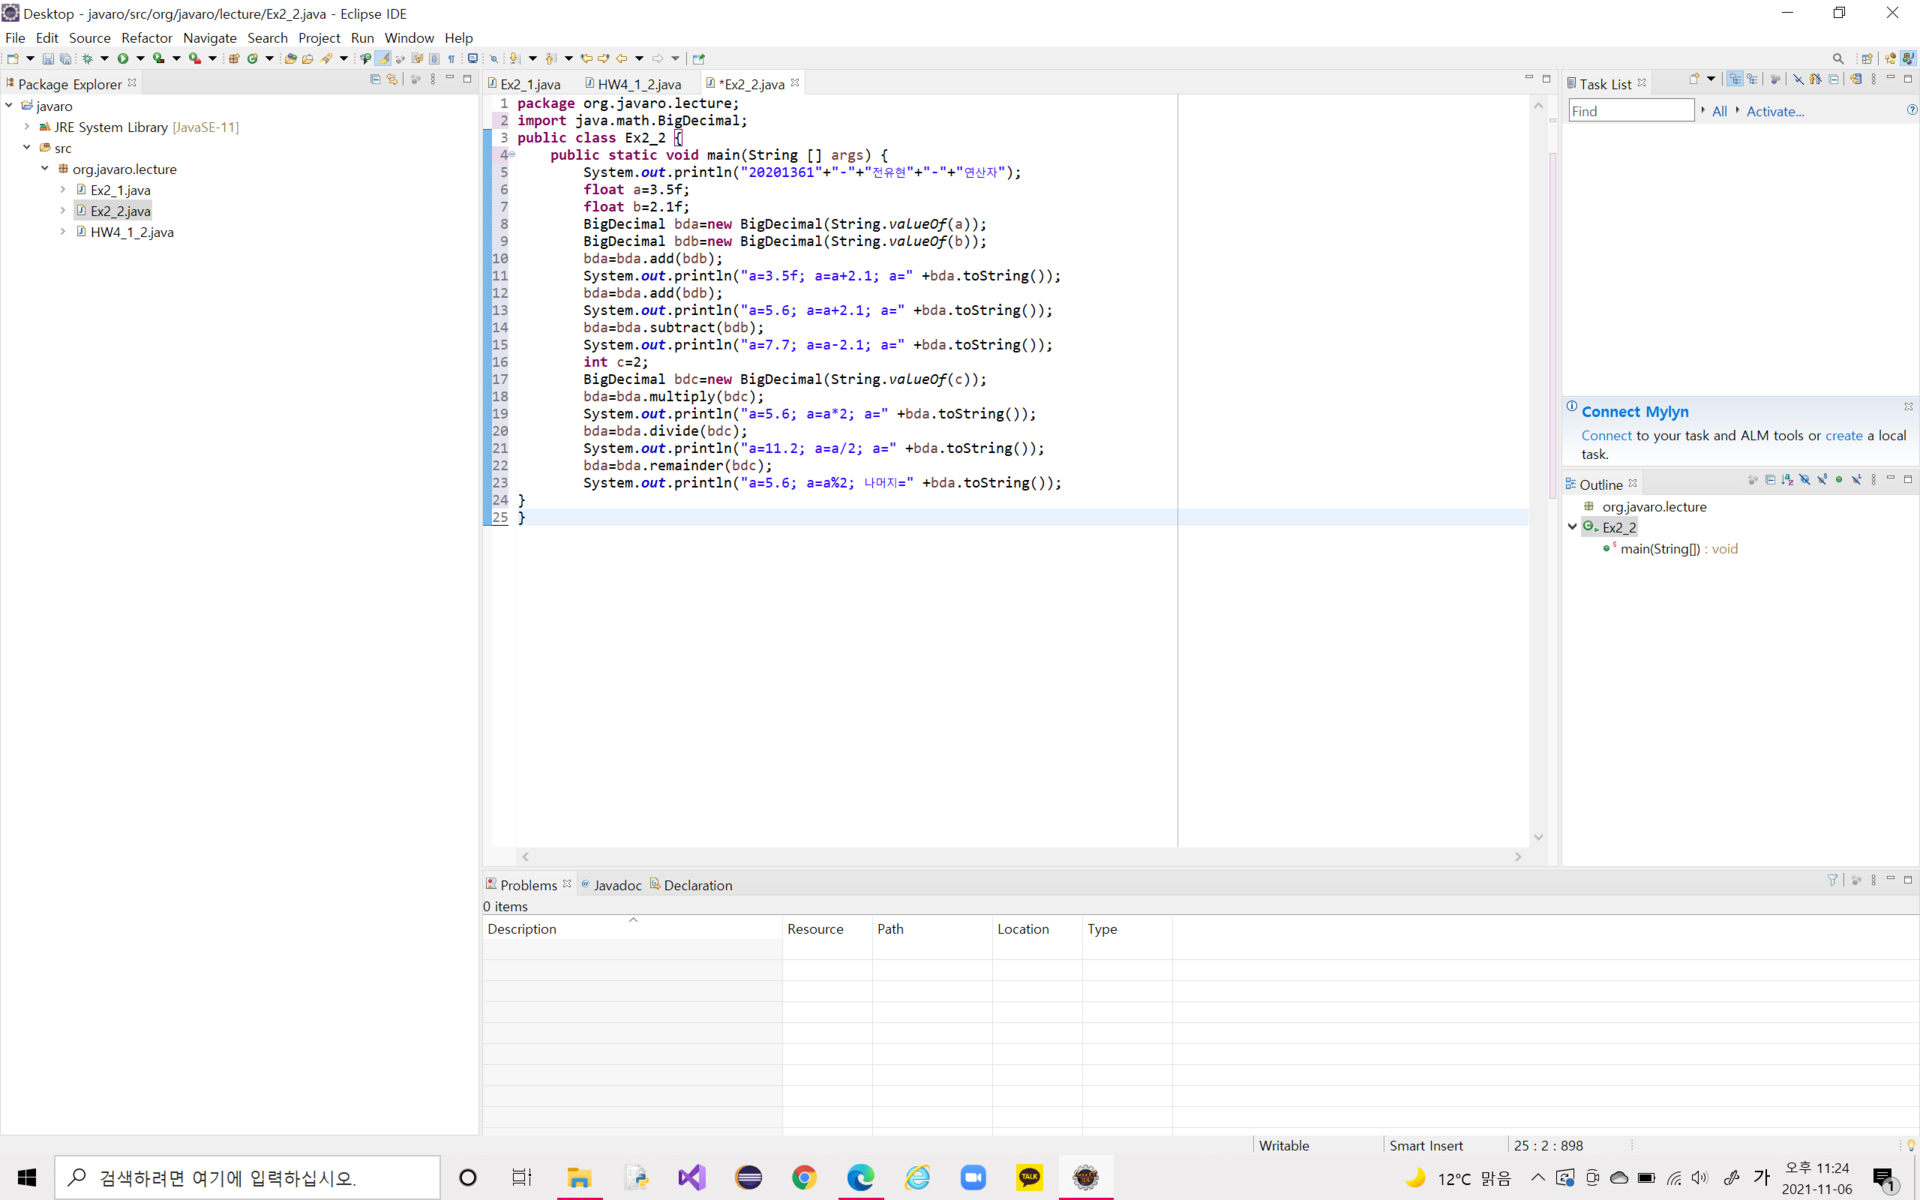 Desktop - javaro/src/org/javaro/lecture/Ex2_2.java - Eclipse IDE
File Edit Source Refactor Navigate Search Project Run Window Help
Package Explorer
javaro
JRE System Library [JavaSE-11]
src
org.javaro.lecture
Ex2_1.java
Ex2_2.java
HW4_1_2.java
Ex2_1.java HW4_1_2.java *Ex2_2.java
1 package org.javaro.lecture;
2 import java.math.BigDecimal;
3 public class Ex2_2 {
4 public static void main(String [] args) {
5 System.out.println("20201361"+"-"+"전유현"+"-"+"연산자");
6 float a=3.5f;
7 float b=2.1f;
8 BigDecimal bda=new BigDecimal(String.valueOf(a));
9 BigDecimal bdb=new BigDecimal(String.valueOf(b));
10 bda=bda.add(bdb);
11 System.out.println("a=3.5f; a=a+2.1; a=" +bda.toString());
12 bda=bda.add(bdb);
13 System.out.println("a=5.6; a=a+2.1; a=" +bda.toString());
14 bda=bda.subtract(bdb);
15 System.out.println("a=7.7; a=a-2.1; a=" +bda.toString());
16 int c=2;
17 BigDecimal bdc=new BigDecimal(String.valueOf(c));
18 bda=bda.multiply(bdc);
19 System.out.println("a=5.6; a=a*2; a=" +bda.toString());
20 bda=bda.divide(bdc);
21 System.out.println("a=11.2; a=a/2; a=" +bda.toString());
22 bda=bda.remainder(bdc);
23 System.out.println("a=5.6; a=a%2; 나머지=" +bda.toString());
24 }
25 }
Task List
Find All Activate...
Connect Mylyn
Connect to your task and ALM tools or create a local
task.
Outline
org.javaro.lecture
Ex2_2
main(String[]) : void
Problems Javadoc Declaration
0 items
Description Resource Path Location Type
Writable Smart Insert 25 : 2 : 898
검색하려면 여기에 입력하십시오.
TALK
12°C 맑음
가
오후 11:24
2021-11-06
1